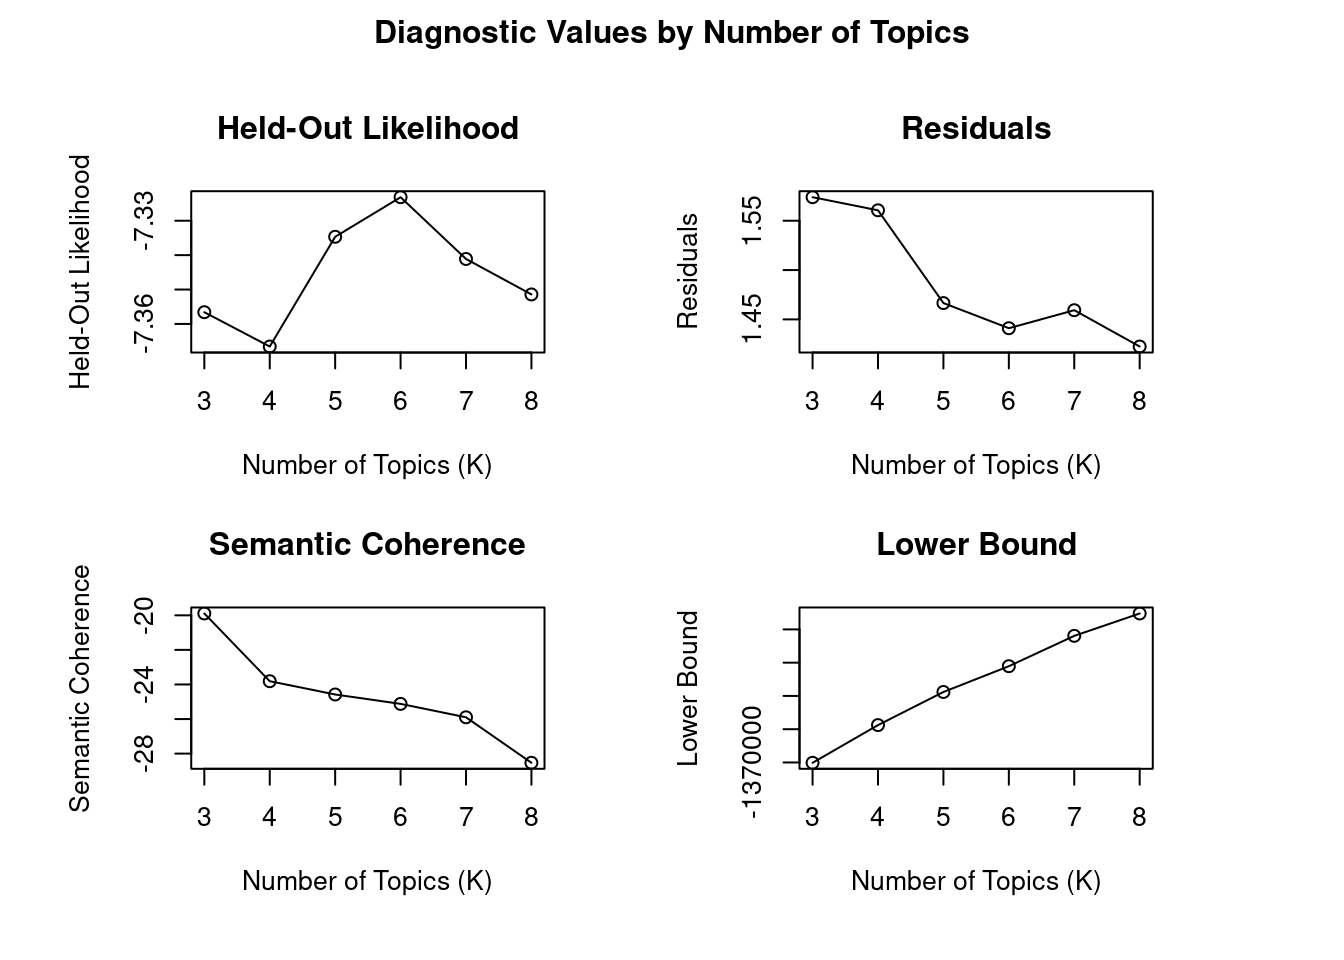 Diagnostic Values by Number of Topics
Held-Out Likelihood
Held-Out Likelihood
-7.33
-7.36
3 4 5 6 7 8
Number of Topics (K)
Residuals
Residuals
1.55
1.45
3 4 5 6 7 8
Number of Topics (K)
Semantic Coherence
Semantic Coherence
-20
-24
-28
3 4 5 6 7 8
Number of Topics (K)
Lower Bound
Lower Bound
-1370000
3 4 5 6 7 8
Number of Topics (K)